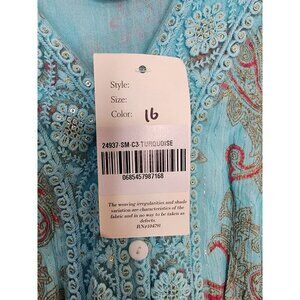 Style:
Size:
Color: 16
24937-SM-C3-TURQUOISE
0685457987168
The weaving irregularities and shade
variation are characteristics of the
fabric and in no way to be taken as
defects.
RN#104791